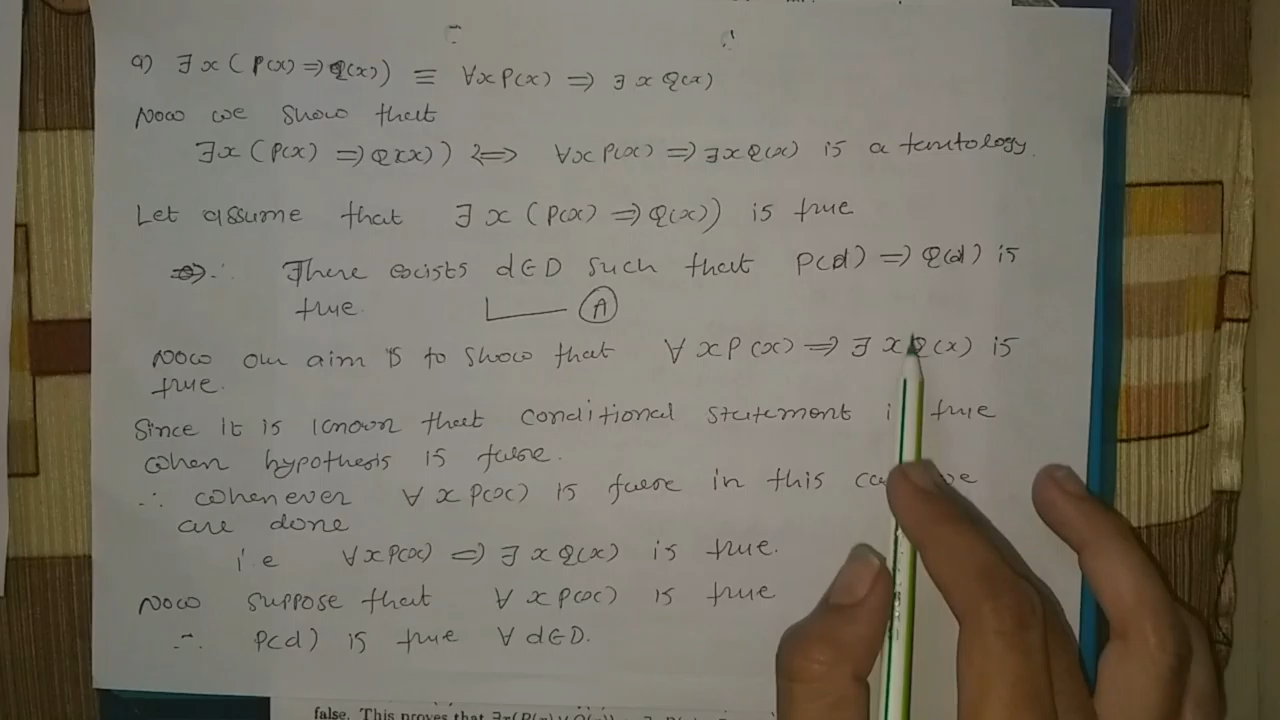 a) ∃x(P(x) ⇒ Q(x)) ≡ ∀x P(x) ⇒ ∃x Q(x)
Now we show that
∃x(P(x) ⇒ Q(x)) ⇔ ∀x P(x) ⇒ ∃x Q(x) is a tautology.
Let assume that ∃x (P(x) ⇒ Q(x)) is true
∴ There exists d∈D such that P(d) ⇒ Q(d) is
true. A
Now our aim is to show that ∀x P(x) ⇒ ∃x Q(x) is
true.
Since it is known that conditional statement i true
when hypothesis is false.
∴ whenever ∀x P(x) is false in this ca we
are done
i.e ∀x P(x) ⇒ ∃x Q(x) is true.
Now suppose that ∀x P(x) is true
∴ P(d) is true ∀ d∈D.
false. This proves that